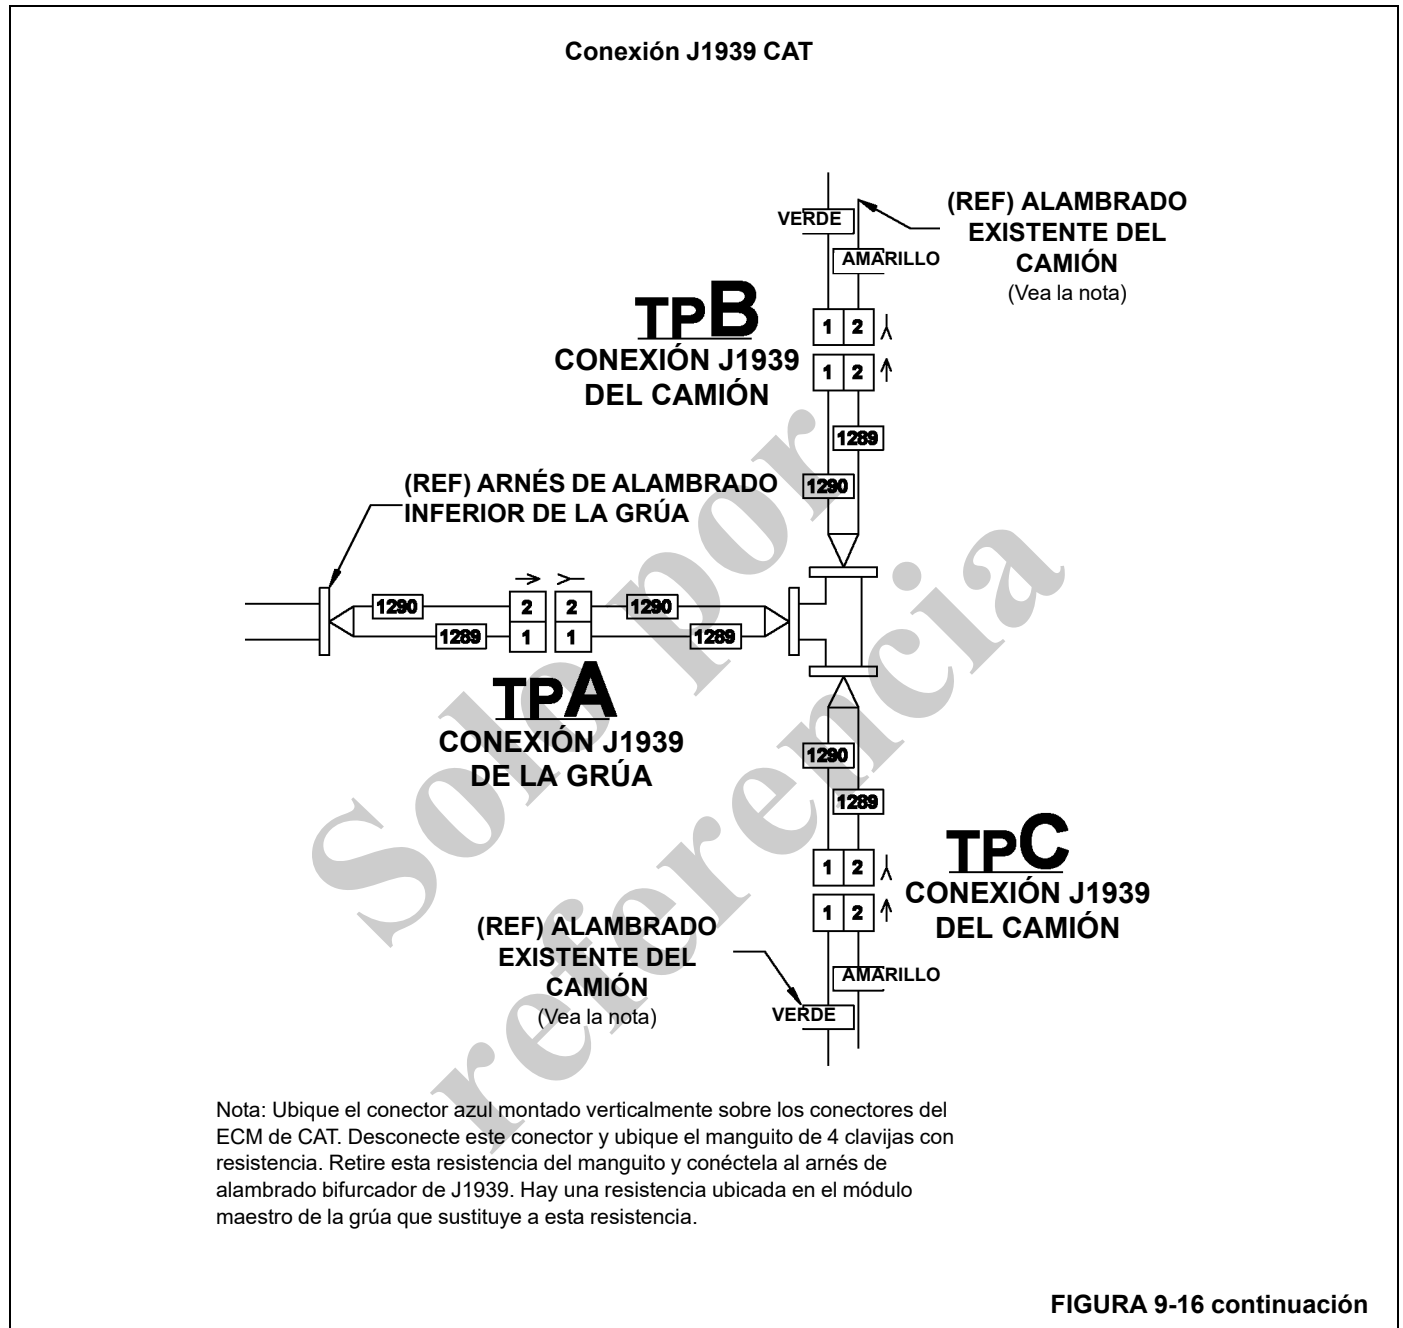 Conexión J1939 CAT
VERDE
(REF) ALAMBRADO
EXISTENTE DEL
CAMIÓN
(Vea la nota)
AMARILLO
TPB
CONEXIÓN J1939
DEL CAMIÓN
1 2
1 2
1289
1290
(REF) ARNÉS DE ALAMBRADO
INFERIOR DE LA GRÚA
1290 2 2 1290
1289 1 1 1289
TPA
CONEXIÓN J1939
DE LA GRÚA
1290
1289
TPC
CONEXIÓN J1939
DEL CAMIÓN
1 2
1 2
(REF) ALAMBRADO
EXISTENTE DEL
CAMIÓN
(Vea la nota)
AMARILLO
VERDE
Solo por
referencia
Nota: Ubique el conector azul montado verticalmente sobre los conectores del
ECM de CAT. Desconecte este conector y ubique el manguito de 4 clavijas con
resistencia. Retire esta resistencia del manguito y conéctela al arnés de
alambrado bifurcador de J1939. Hay una resistencia ubicada en el módulo
maestro de la grúa que sustituye a esta resistencia.
FIGURA 9-16 continuación